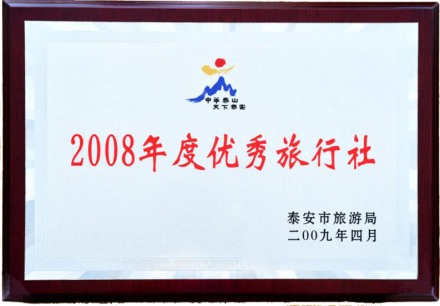 中华泰山
天下泰安
2008年度优秀旅行社
泰安市旅游局
二00九年四月